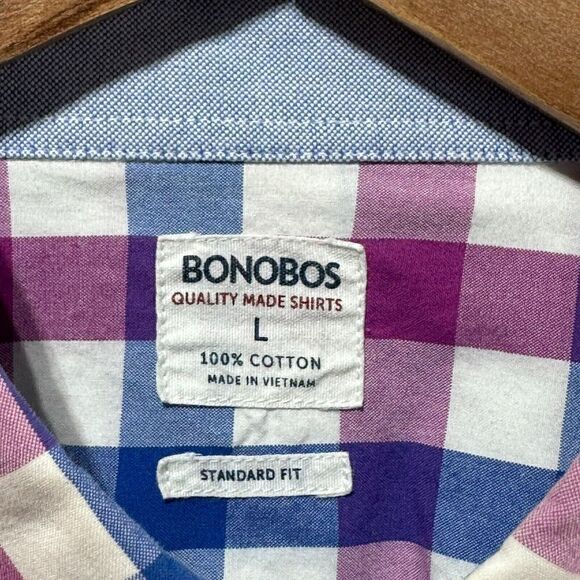 BONOBOS
QUALITY MADE SHIRTS
L
100% COTTON
MADE IN VIETNAM
STANDARD FIT